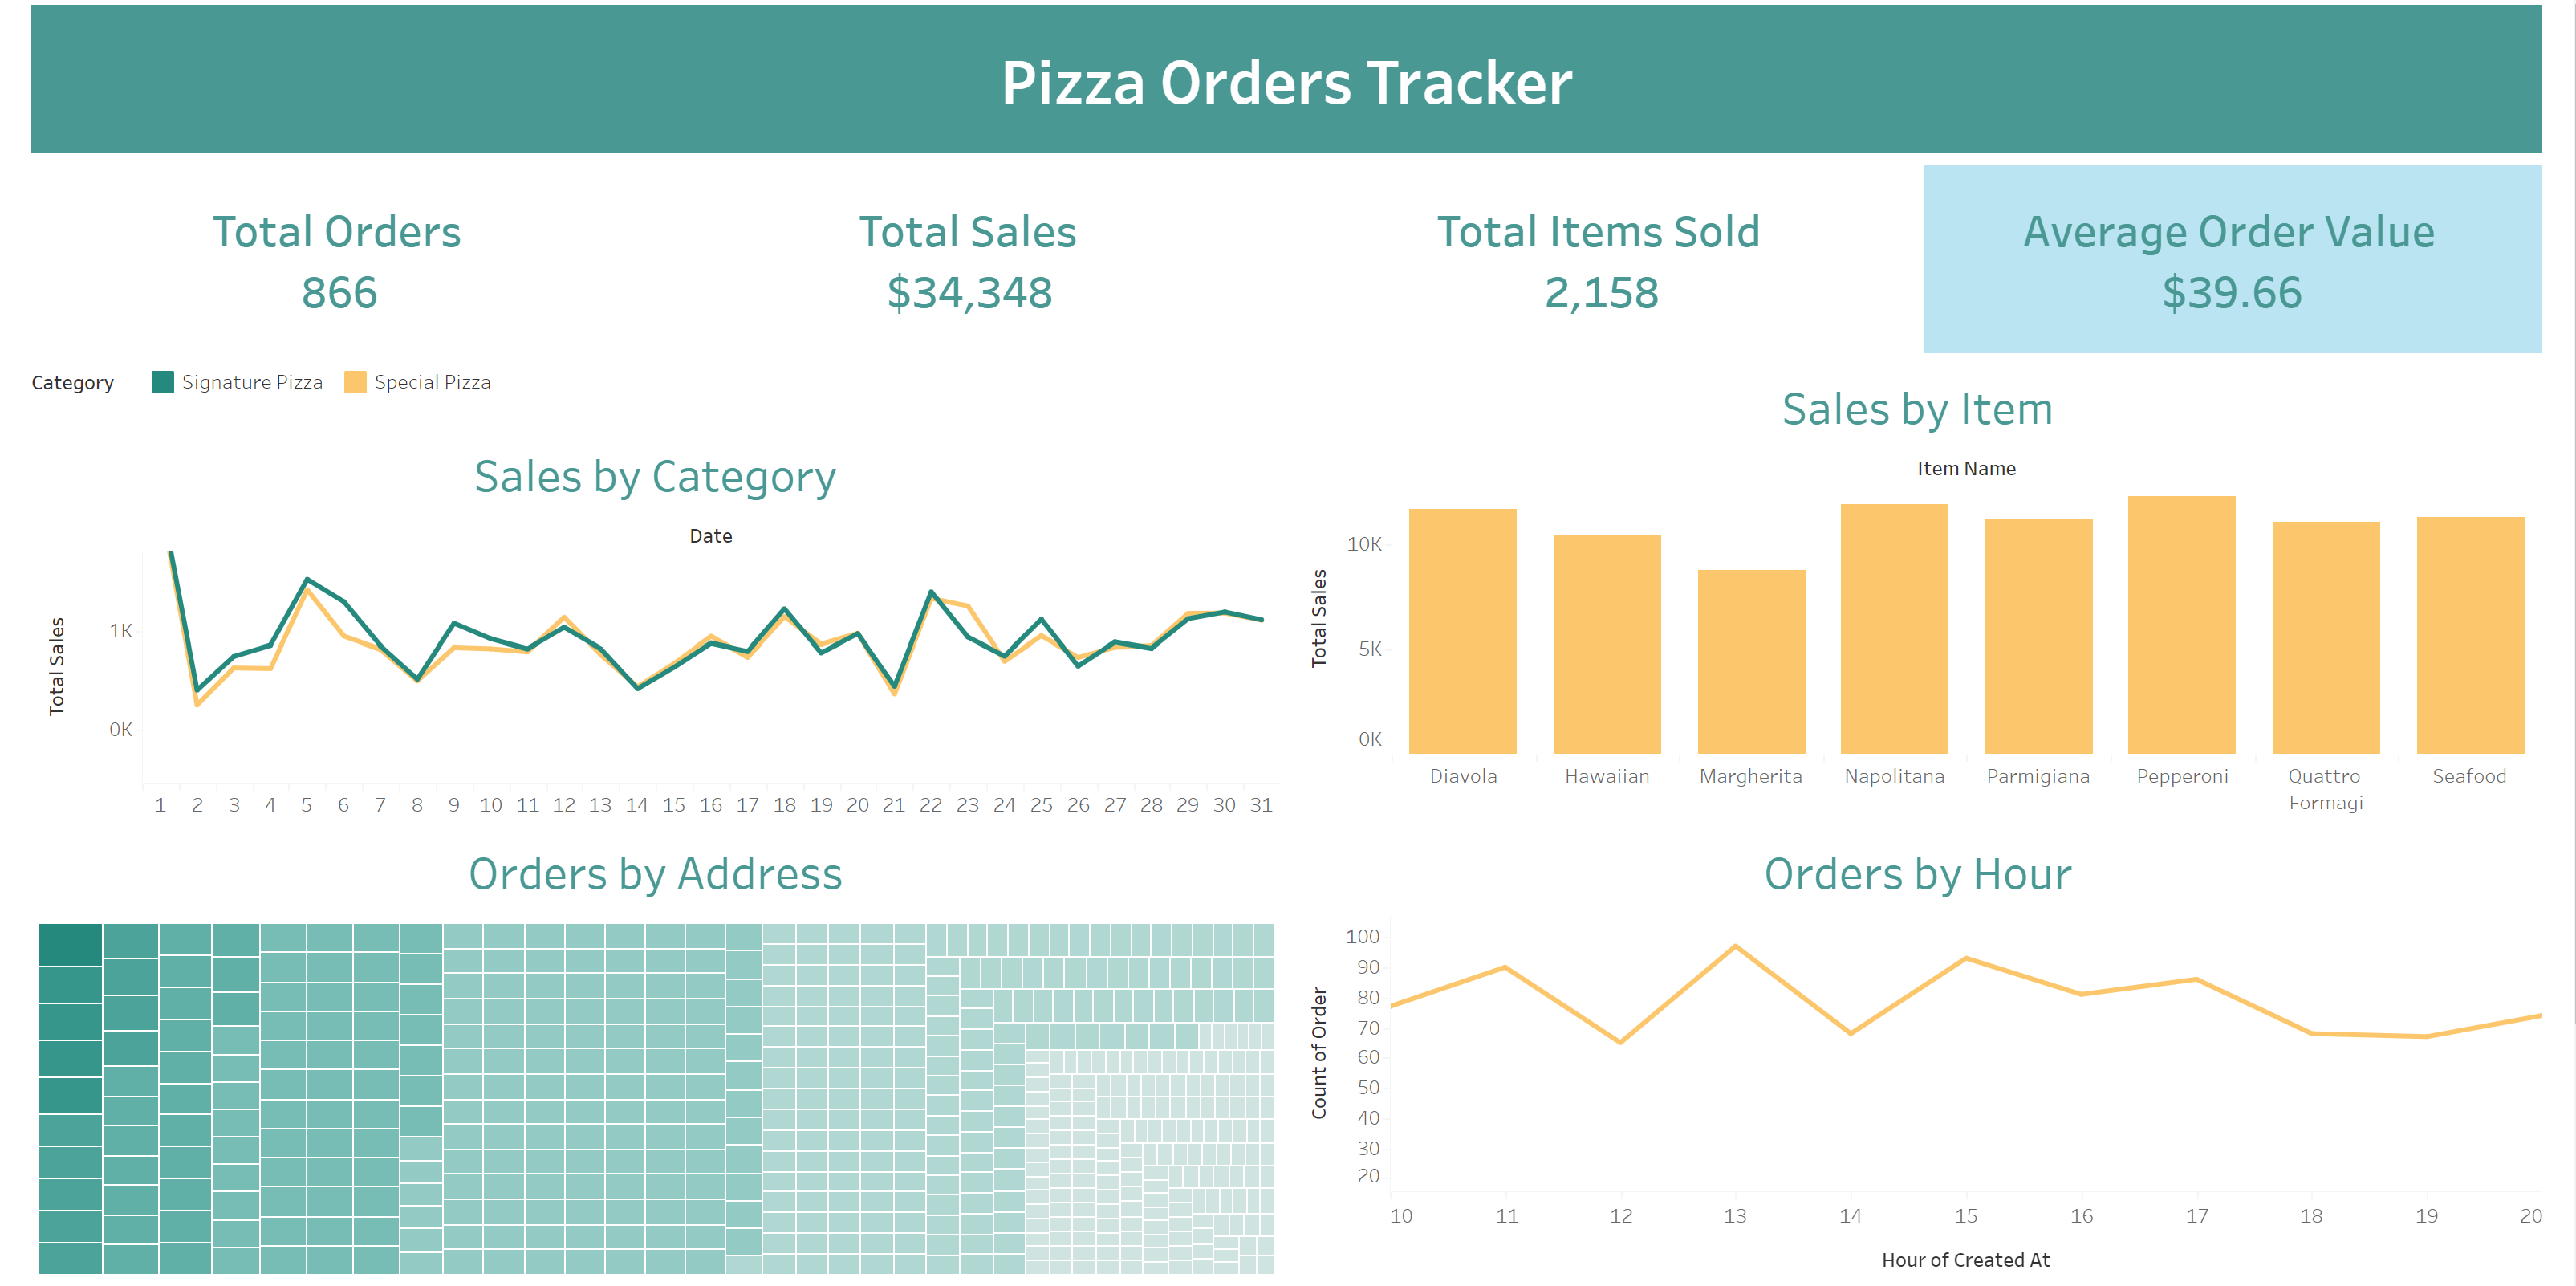 Pizza Orders Tracker
Total Orders
866
Total Sales
$34,348
Total Items Sold
2,158
Average Order Value
$39.66
Category Signature Pizza Special Pizza
Sales by Category
Date
Total Sales
1K
0K
1 2 3 4 5 6 7 8 9 10 11 12 13 14 15 16 17 18 19 20 21 22 23 24 25 26 27 28 29 30 31
Sales by Item
Item Name
Total Sales
10K
5K
0K
Diavola Hawaiian Margherita Napolitana Parmigiana Pepperoni Quattro Seafood
Formagi
Orders by Address
Orders by Hour
Count of Order
100
90
80
70
60
50
40
30
20
10 11 12 13 14 15 16 17 18 19 20
Hour of Created At